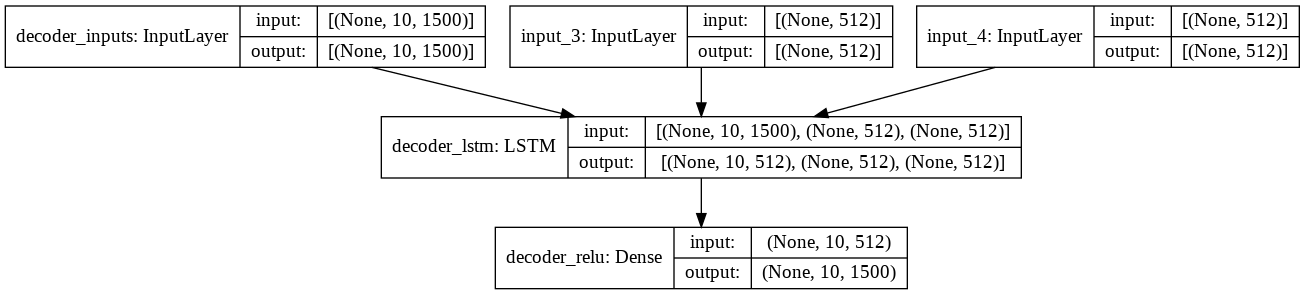 decoder_inputs: InputLayer
input: [(None, 10, 1500)]
output: [(None, 10, 1500)]
input_3: InputLayer
input: [(None, 512)]
output: [(None, 512)]
input_4: InputLayer
input: [(None, 512)]
output: [(None, 512)]
decoder_lstm: LSTM
input: [(None, 10, 1500), (None, 512), (None, 512)]
output: [(None, 10, 512), (None, 512), (None, 512)]
decoder_relu: Dense
input: (None, 10, 512)
output: (None, 10, 1500)